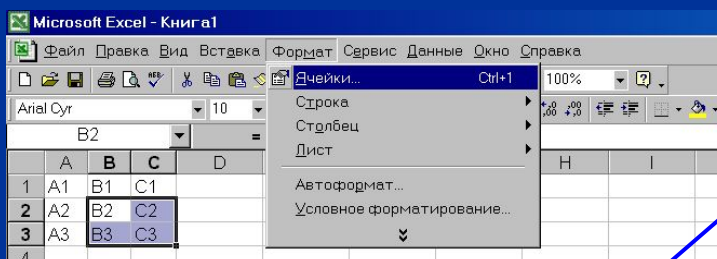 Microsoft Excel - Книга1
Файл Правка Вид Вставка Формат Сервис Данные Окно Справка
Ячейки... Ctrl+1 100%
Arial Cyr 10 Строка
Столбец
B2 =
Лист
A B C D H I
1 A1 B1 C1 Автоформат...
2 A2 B2 C2 Условное форматирование...
3 A3 B3 C3
4